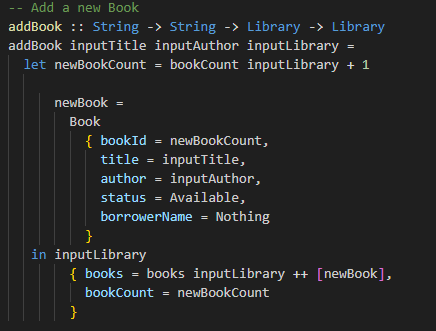 -- Add a new Book
addBook :: String -> String -> Library -> Library
addBook inputTitle inputAuthor inputLibrary =
  let newBookCount = bookCount inputLibrary + 1

      newBook =
        Book
          { bookId = newBookCount,
            title = inputTitle,
            author = inputAuthor,
            status = Available,
            borrowerName = Nothing
          }
   in inputLibrary
        { books = books inputLibrary ++ [newBook],
          bookCount = newBookCount
        }